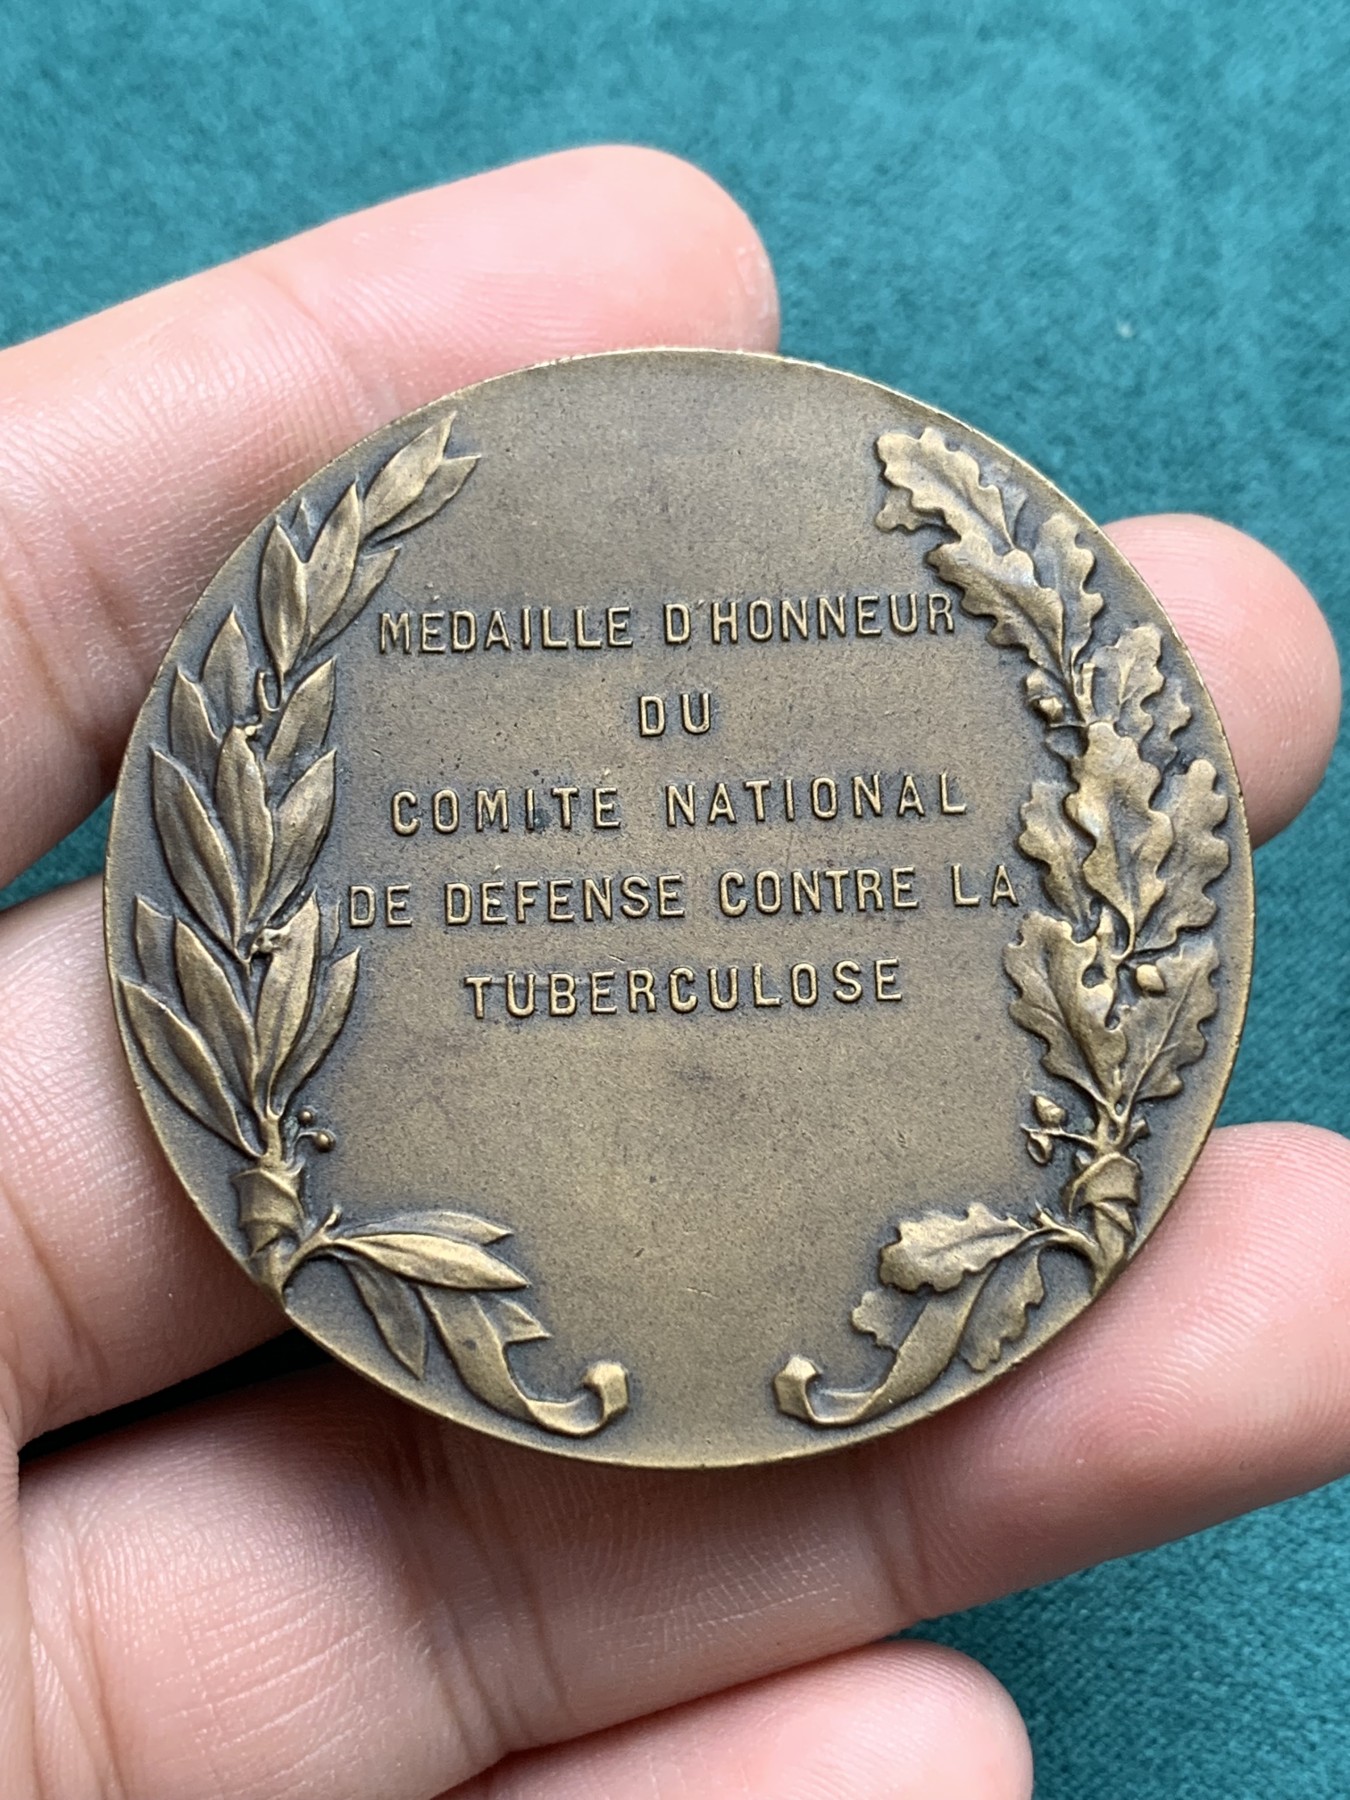 MÉDAILLE D'HONNEUR
DU
COMITÉ NATIONAL
DE DÉFENSE CONTRE LA
TUBERCULOSE